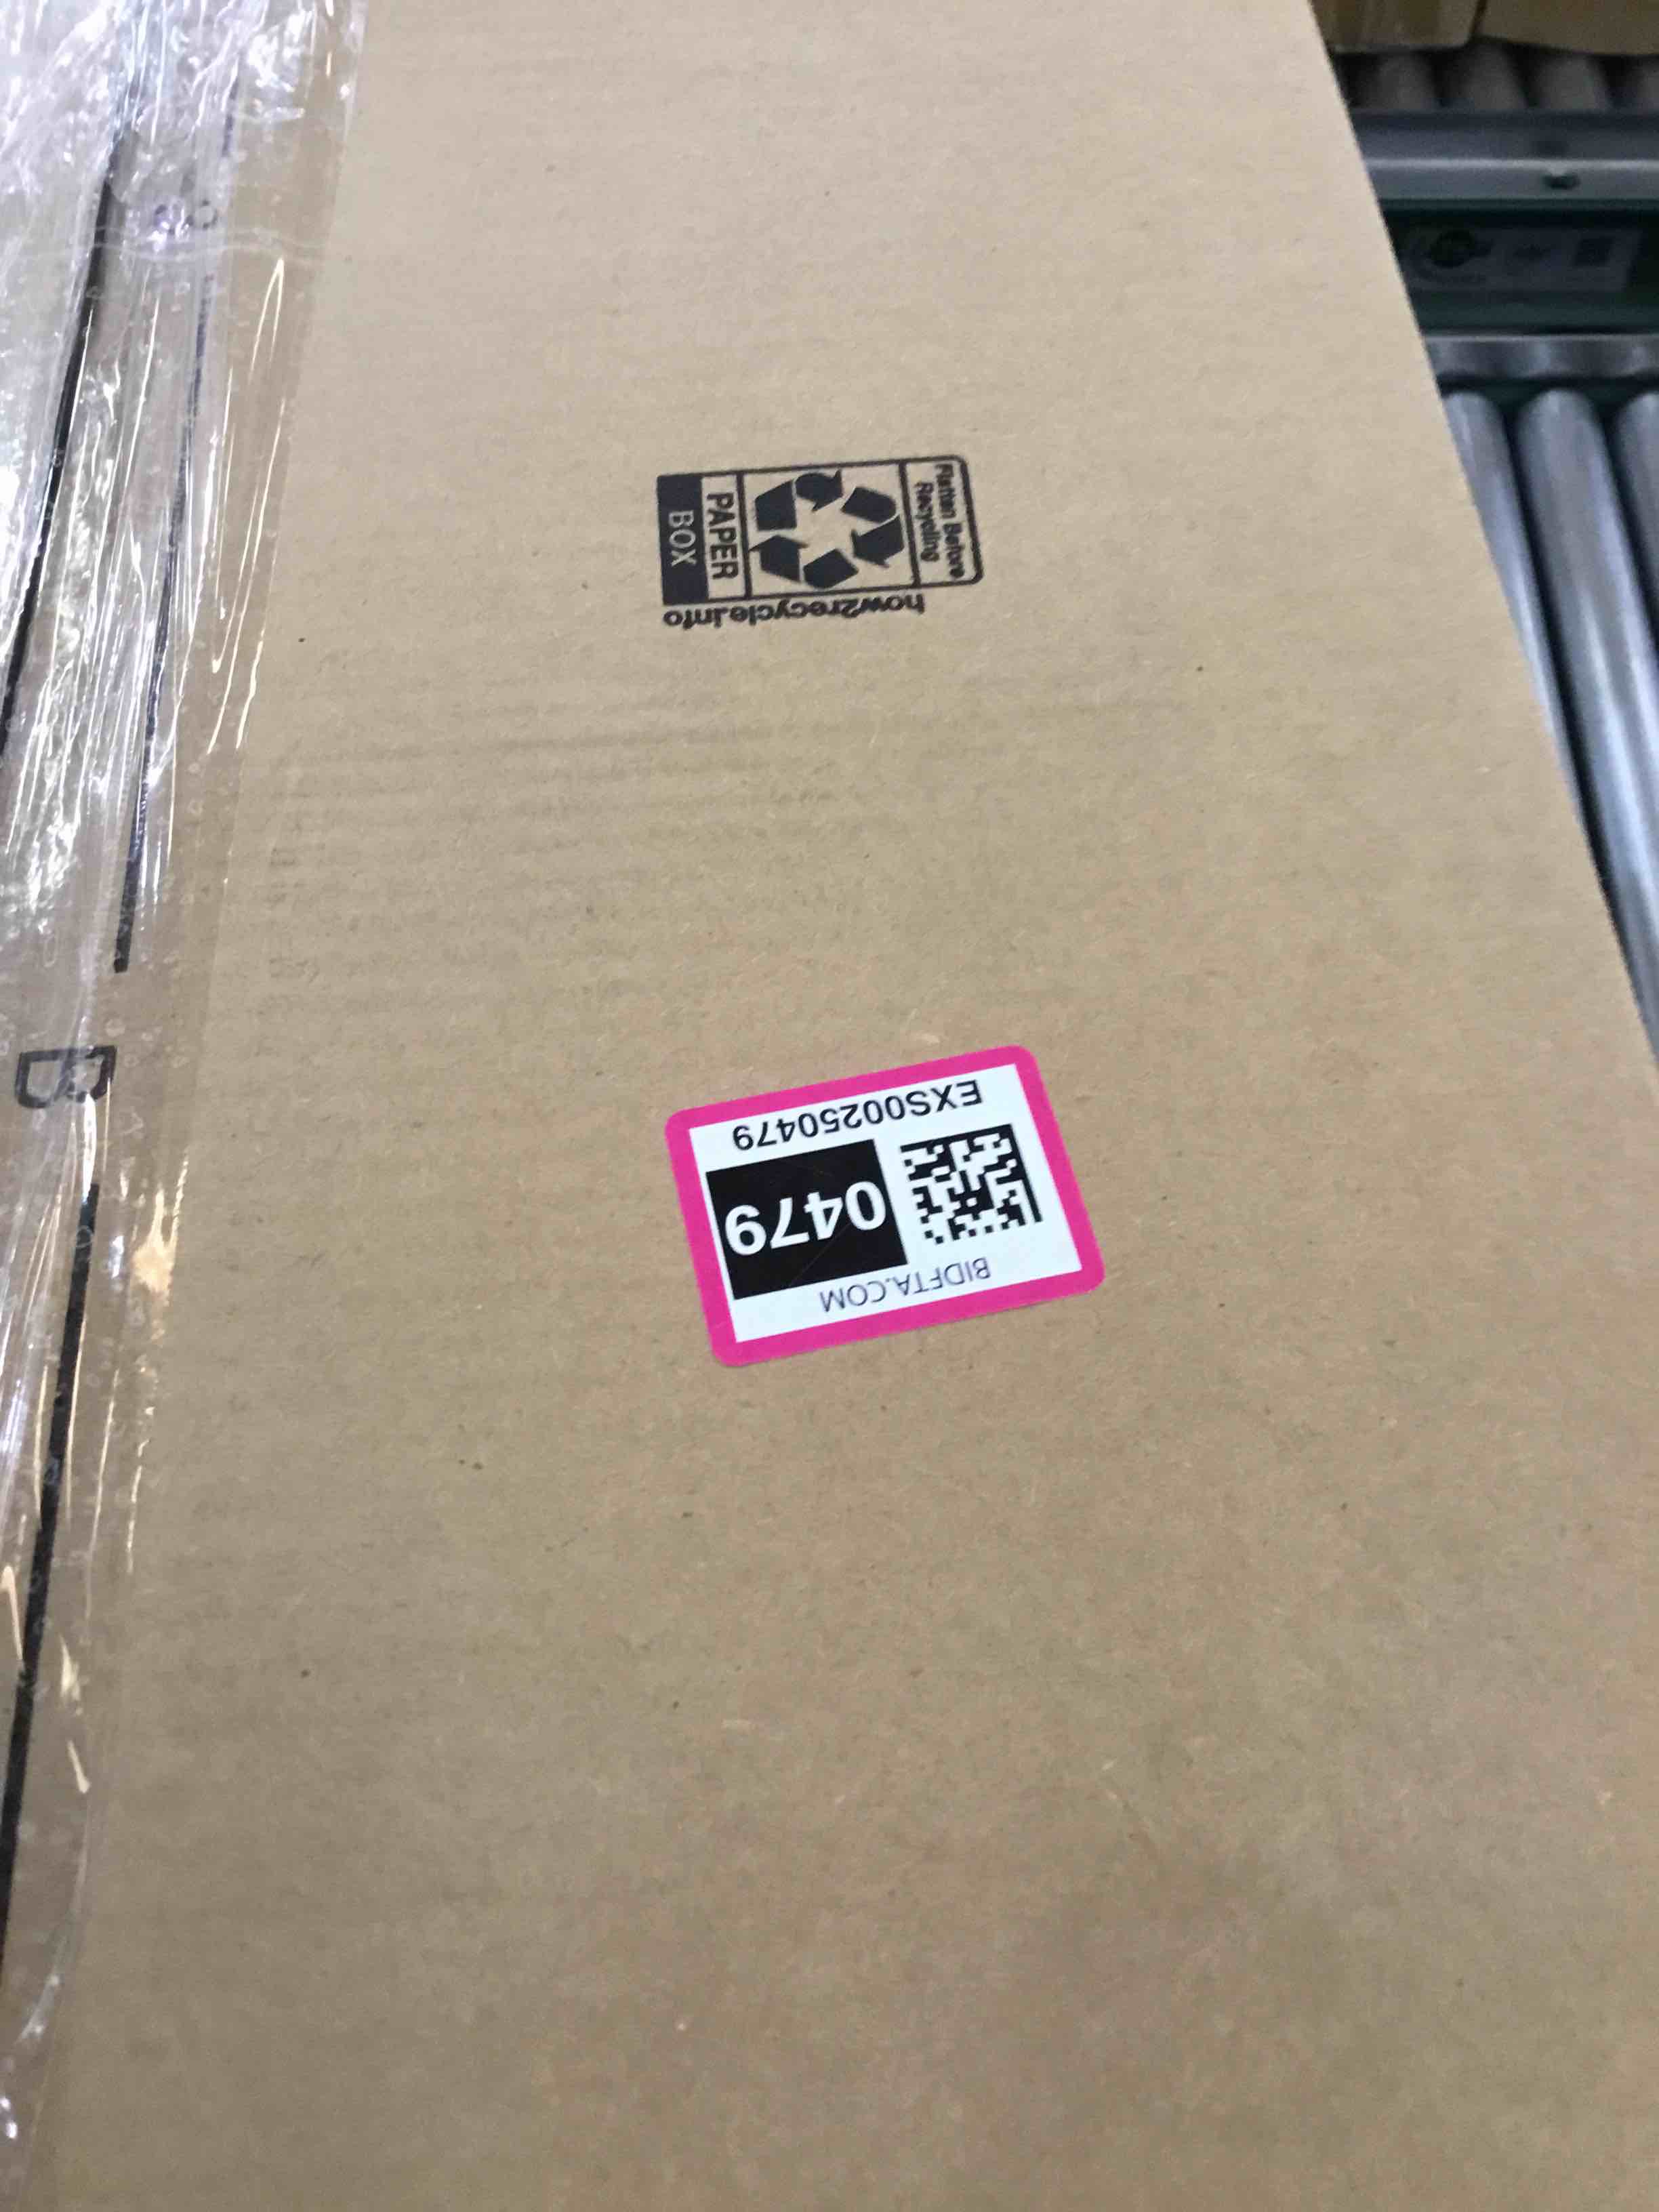 Flatten Before
Recycling
PAPER
BOX
how2recycle.info
B
EXS00250479
0479
BIDFTA.COM